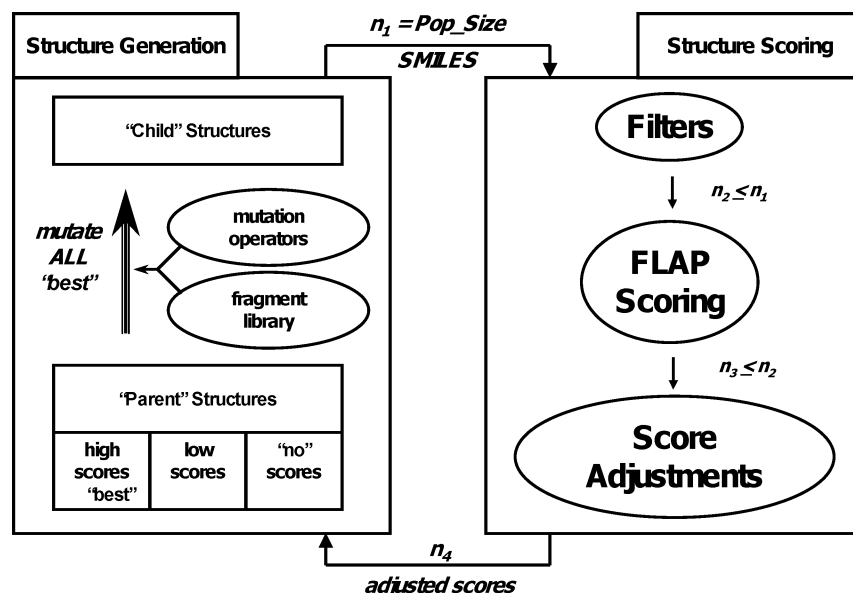 Structure Generation
n1 = Pop_Size
SMILES
Structure Scoring
“Child” Structures
mutate
ALL
“best”
mutation
operators
fragment
library
“Parent” Structures
high
scores
“best”
low
scores
“no”
scores
Filters
n2 ≤ n1
FLAP
Scoring
n3 ≤ n2
Score
Adjustments
n4
adjusted scores